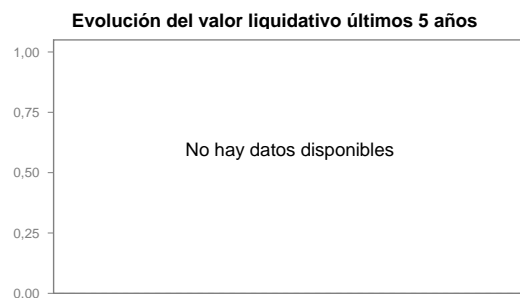 Evolución del valor liquidativo últimos 5 años
1,00
0,75
No hay datos disponibles
0,50
0,25
0,00